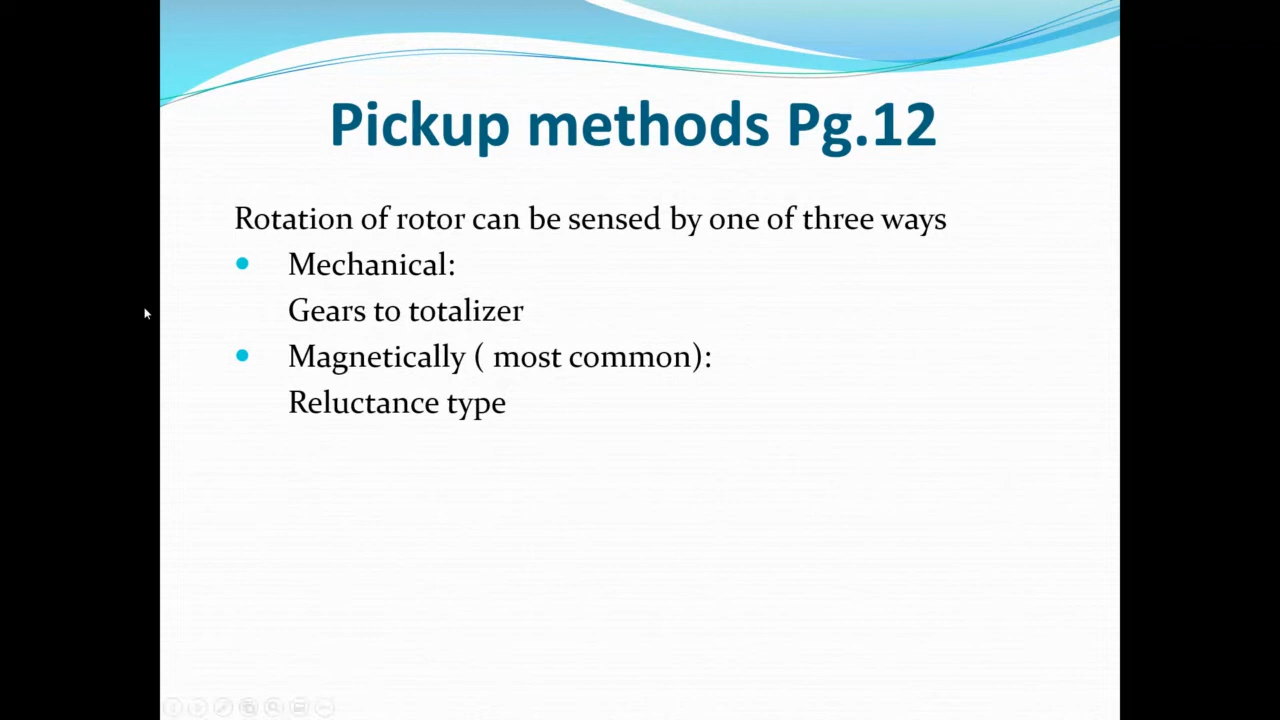 Pickup methods Pg.12
Rotation of rotor can be sensed by one of three ways
Mechanical:
Gears to totalizer
Magnetically ( most common):
Reluctance type